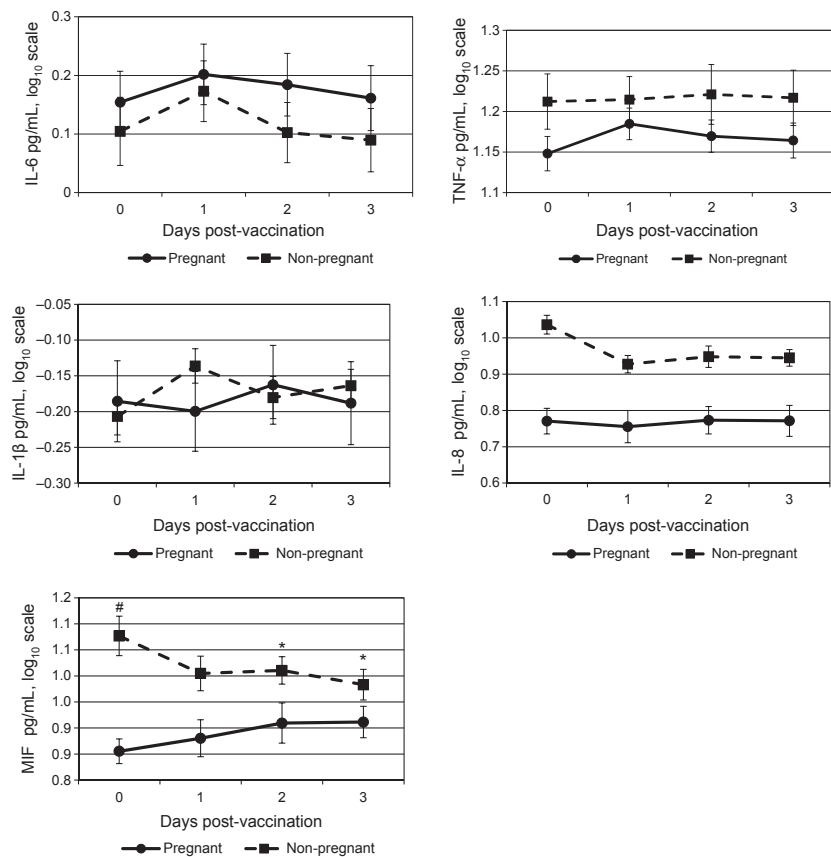 IL-6 pg/mL, log10 scale
0.3
0.2
0.1
0
0 1 2 3
Days post-vaccination
Pregnant Non-pregnant
TNF-α pg/mL, log10 scale
1.3
1.25
1.2
1.15
1.1
0 1 2 3
Days post-vaccination
Pregnant Non-pregnant
IL-1β pg/mL, log10 scale
–0.05
–0.10
–0.15
–0.20
–0.25
–0.30
0 1 2 3
Days post-vaccination
Pregnant Non-pregnant
IL-8 pg/mL, log10 scale
1.1
1.0
0.9
0.8
0.7
0.6
0 1 2 3
Days post-vaccination
Pregnant Non-pregnant
MIF pg/mL, log10 scale
1.2
1.1
1.1
1.0
1.0
0.9
0.9
0.8
#
*
*
0 1 2 3
Days post-vaccination
Pregnant Non-pregnant